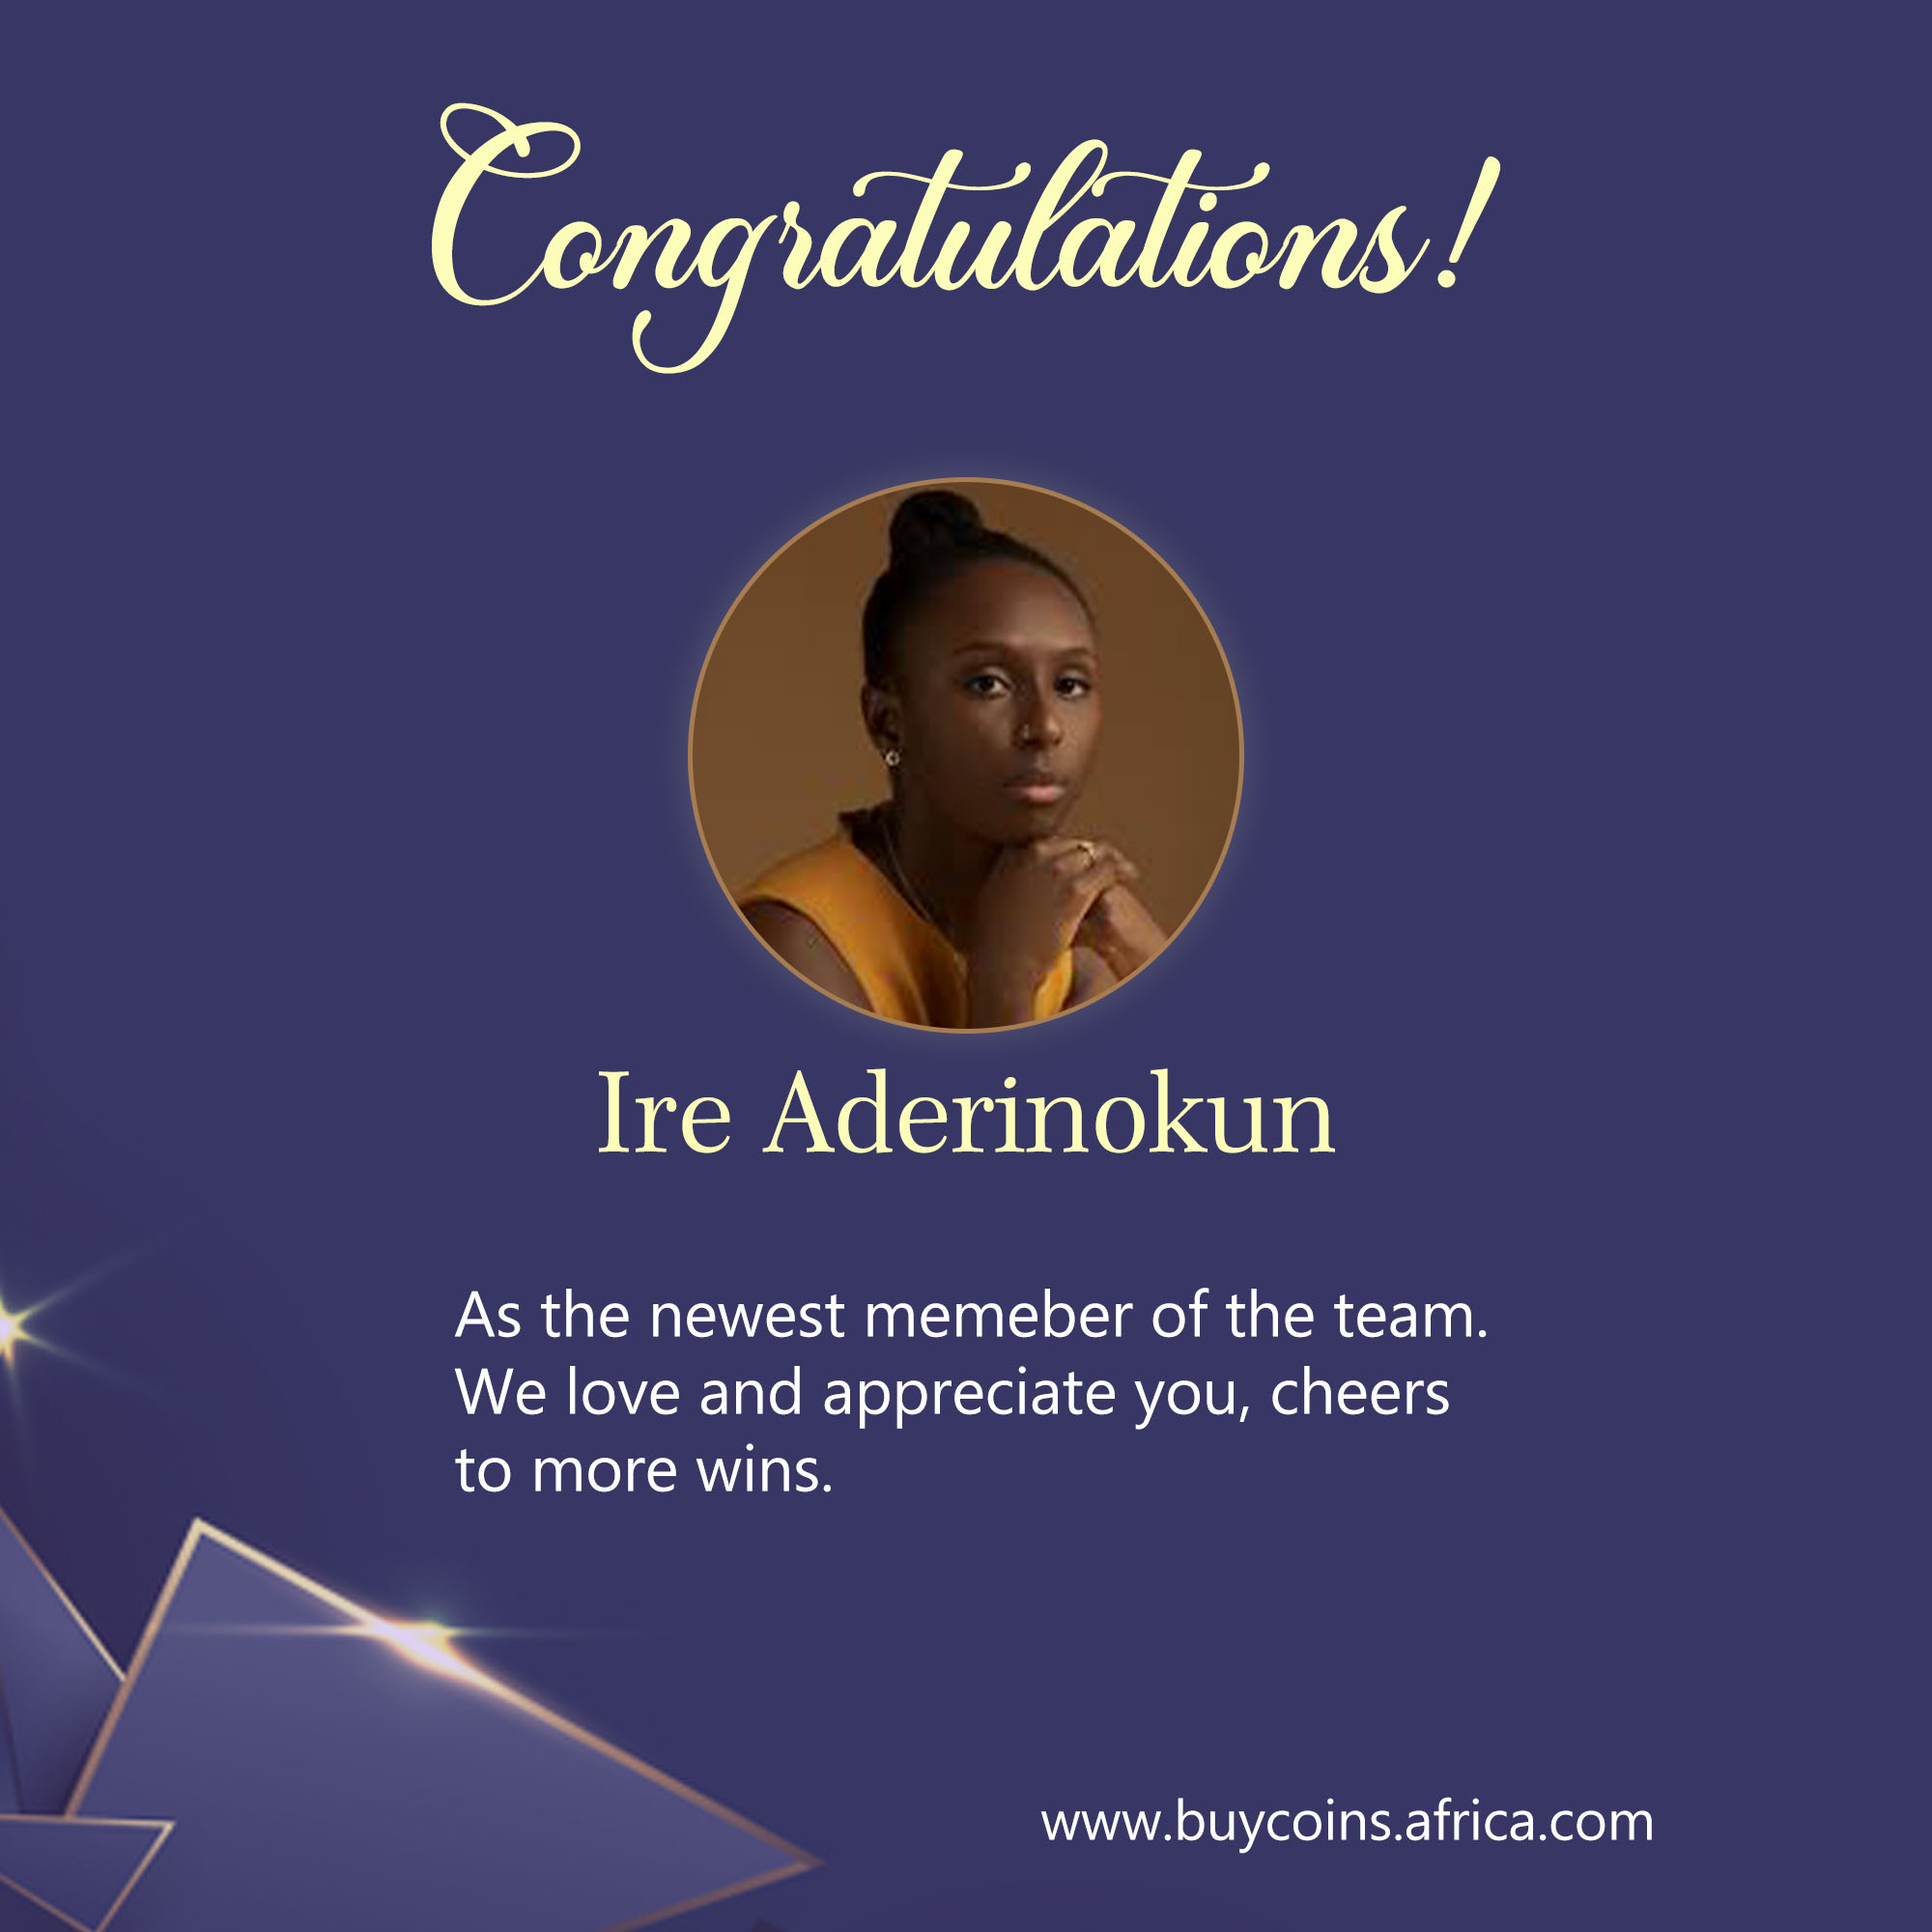 Congratulations!
Ire Aderinokun
As the newest memeber of the team.
We love and appreciate you, cheers
to more wins.
www.buycoins.africa.com